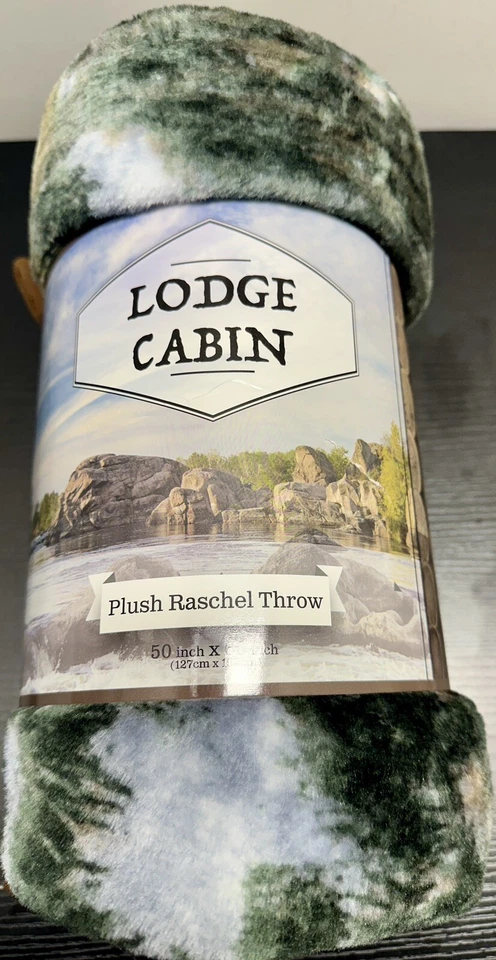 LODGE
CABIN
Plush Raschel Throw
50 inch X
(127cm x